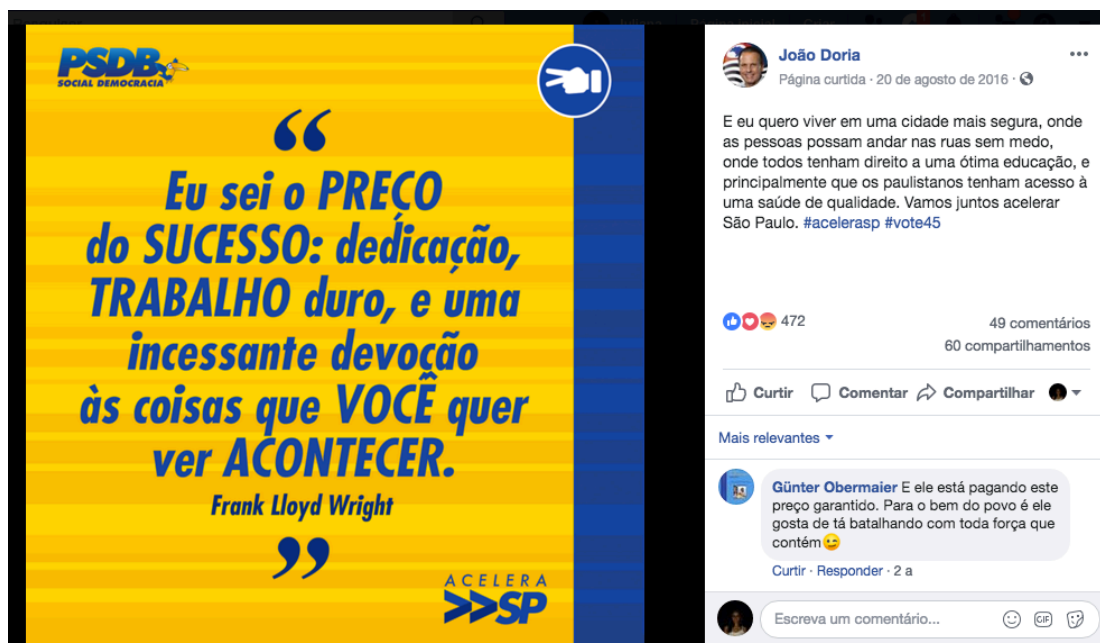 PSDB
SOCIAL DEMOCRACIA
“
Eu sei o PREÇO
do SUCESSO: dedicação,
TRABALHO duro, e uma
incessante devoção
às coisas que VOCÊ quer
ver ACONTECER.
Frank Lloyd Wright
”
ACELERA
>>SP
João Doria
Página curtida · 20 de agosto de 2016 ·
E eu quero viver em uma cidade mais segura, onde
as pessoas possam andar nas ruas sem medo,
onde todos tenham direito a uma ótima educação, e
principalmente que os paulistanos tenham acesso à
uma saúde de qualidade. Vamos juntos acelerar
São Paulo. #acelerasp #vote45
472
49 comentários
60 compartilhamentos
Curtir Comentar Compartilhar
Mais relevantes
Günter Obermaier E ele está pagando este
preço garantido. Para o bem do povo é ele
gosta de tá batalhando com toda força que
contém😉
Curtir · Responder · 2 a
Escreva um comentário... GIF